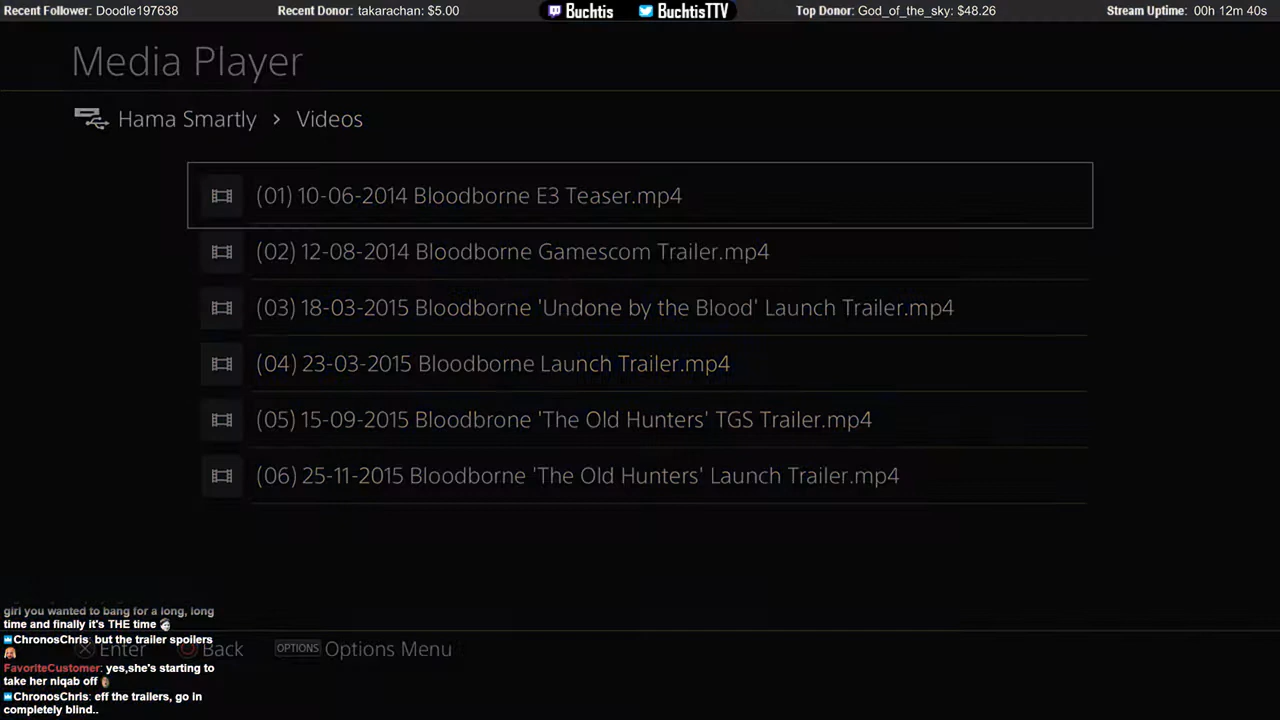 Recent Follower: Doodle197638
Recent Donor: takarachan: $5.00
Buchtis
BuchtisTTV
Top Donor: God_of_the_sky: $48.26
Stream Uptime: 00h 12m 40s
Media Player
Hama Smartly > Videos
(01) 10-06-2014 Bloodborne E3 Teaser.mp4
(02) 12-08-2014 Bloodborne Gamescom Trailer.mp4
(03) 18-03-2015 Bloodborne 'Undone by the Blood' Launch Trailer.mp4
(04) 23-03-2015 Bloodborne Launch Trailer.mp4
(05) 15-09-2015 Bloodbrone 'The Old Hunters' TGS Trailer.mp4
(06) 25-11-2015 Bloodborne 'The Old Hunters' Launch Trailer.mp4
girl you wanted to bang for a long, long
time and finally it's THE time
ChronosChris: but the trailer spoilers
FavoriteCustomer: yes,she's starting to
take her niqab off
ChronosChris: eff the trailers, go in
completely blind..
Enter
Back
OPTIONS Options Menu